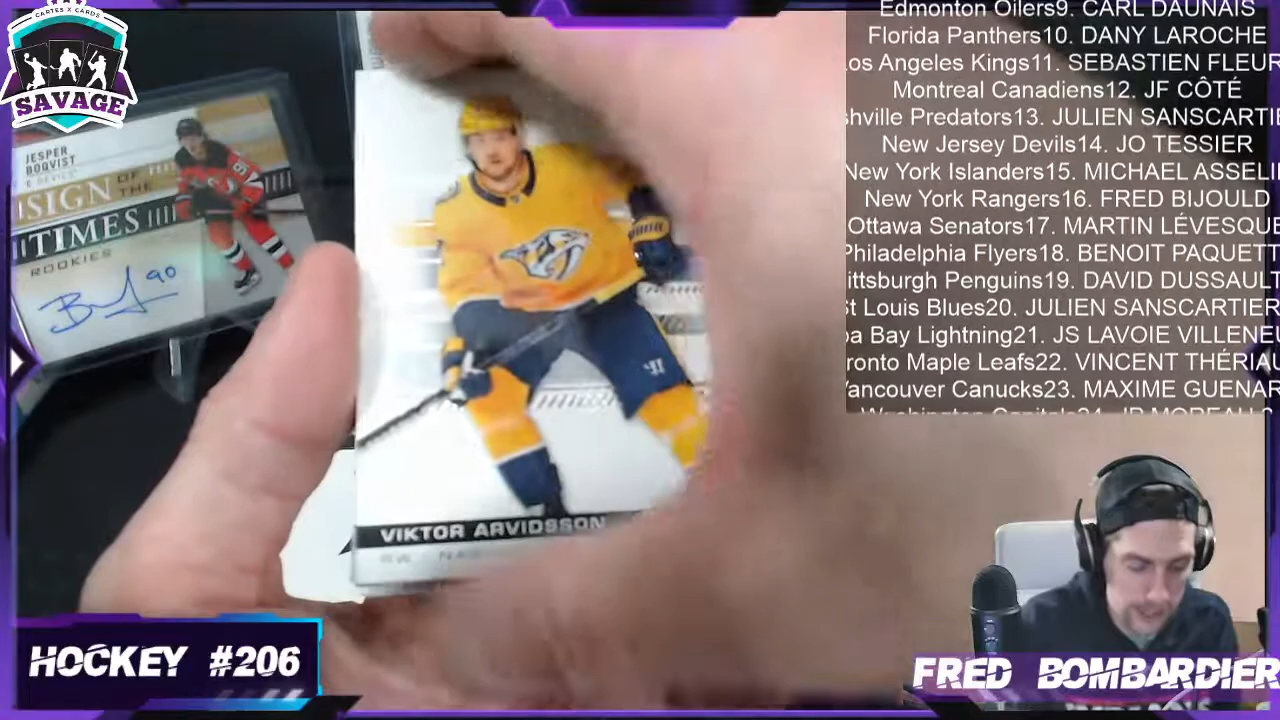 CARTES X CARDS
SAVAGE
JESPER
BOQVIST
SIGN OF THE
TIMES
ROOKIES
90
VIKTOR ARVIDSSON
RW
Edmonton Oilers9. CARL DAUNAIS
Florida Panthers10. DANY LAROCHE
os Angeles Kings11. SEBASTIEN FLEUR
Montreal Canadiens12. JF CÔTÉ
shville Predators13. JULIEN SANSCARTIE
New Jersey Devils14. JO TESSIER
New York Islanders15. MICHAEL ASSELI
New York Rangers16. FRED BIJOULD
Ottawa Senators17. MARTIN LÉVESQUE
Philadelphia Flyers18. BENOIT PAQUETT
ittsburgh Penguins19. DAVID DUSSAULT
St Louis Blues20. JULIEN SANSCARTIER
pa Bay Lightning21. JS LAVOIE VILLENEU
ronto Maple Leafs22. VINCENT THÉRIAU
Vancouver Canucks23. MAXIME GUENAR
HOCKEY #206
FRED BOMBARDIER